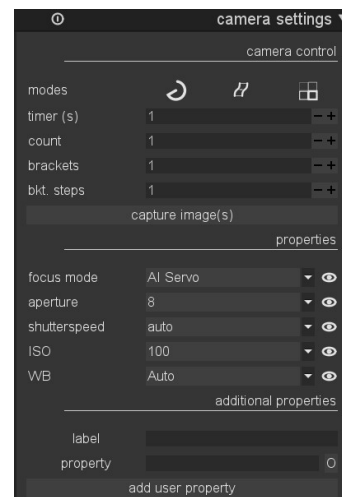 camera settings
camera control
modes
timer (s) 1 - +
count 1 - +
brackets 1 - +
bkt. steps 1 - +
capture image(s)
properties
focus mode AI Servo
aperture 8
shutterspeed auto
ISO 100
WB Auto
additional properties
label
property O
add user property